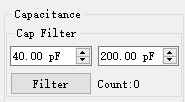 Capacitance
Cap Filter
40.00 pF 200.00 pF
Filter Count:0